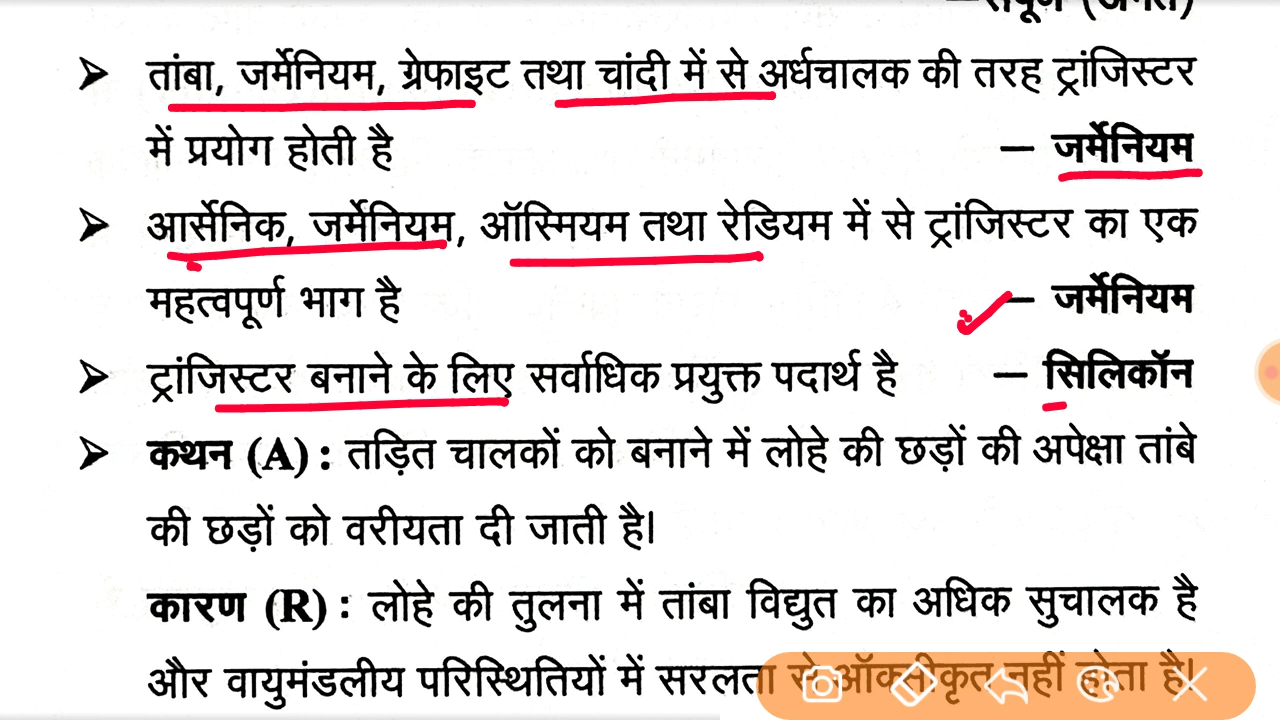 ➤ तांबा, जर्मेनियम, ग्रेफाइट तथा चांदी में से अर्धचालक की तरह ट्रांजिस्टर
में प्रयोग होती है — जर्मेनियम
➤ आर्सेनिक, जर्मेनियम, ऑस्मियम तथा रेडियम में से ट्रांजिस्टर का एक
महत्वपूर्ण भाग है — जर्मेनियम
➤ ट्रांजिस्टर बनाने के लिए सर्वाधिक प्रयुक्त पदार्थ है — सिलिकॉन
➤ कथन (A) : तड़ित चालकों को बनाने में लोहे की छड़ों की अपेक्षा तांबे
की छड़ों को वरीयता दी जाती है।
कारण (R) : लोहे की तुलना में तांबा विद्युत का अधिक सुचालक है
और वायुमंडलीय परिस्थितियों में सरलता से ऑक्सीकृत नहीं होता है।